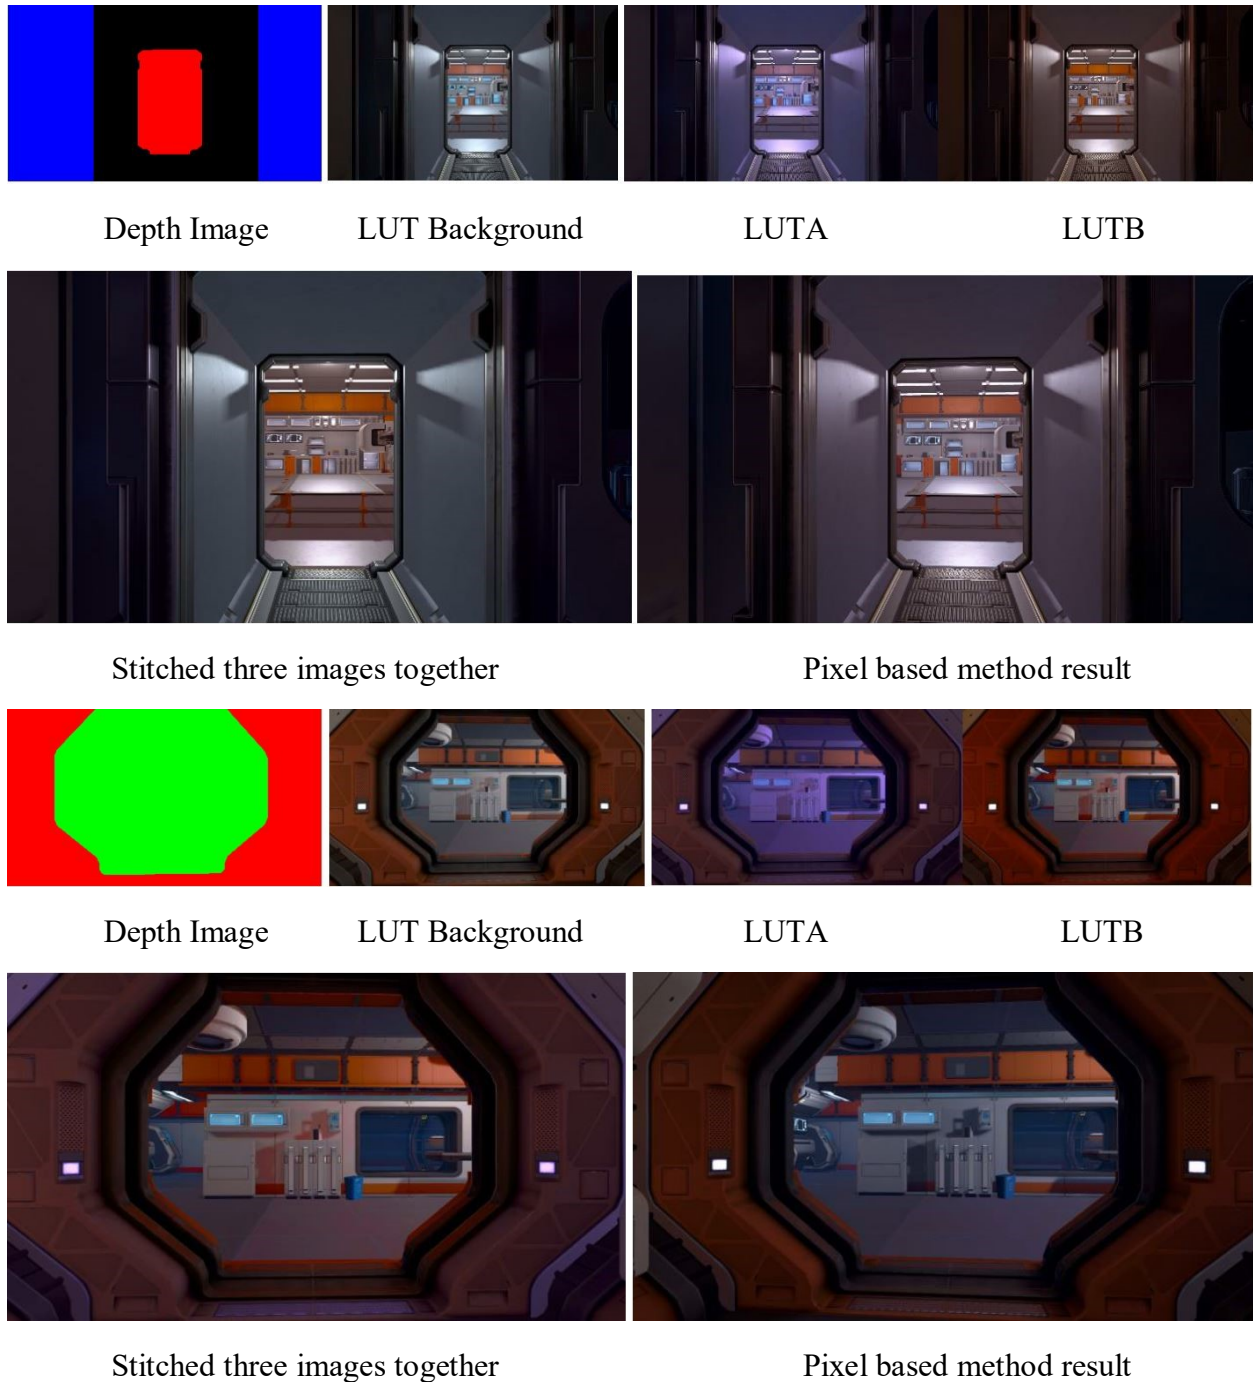 Depth Image LUT Background LUTA LUTB
Stitched three images together Pixel based method result
Depth Image LUT Background LUTA LUTB
Stitched three images together Pixel based method result